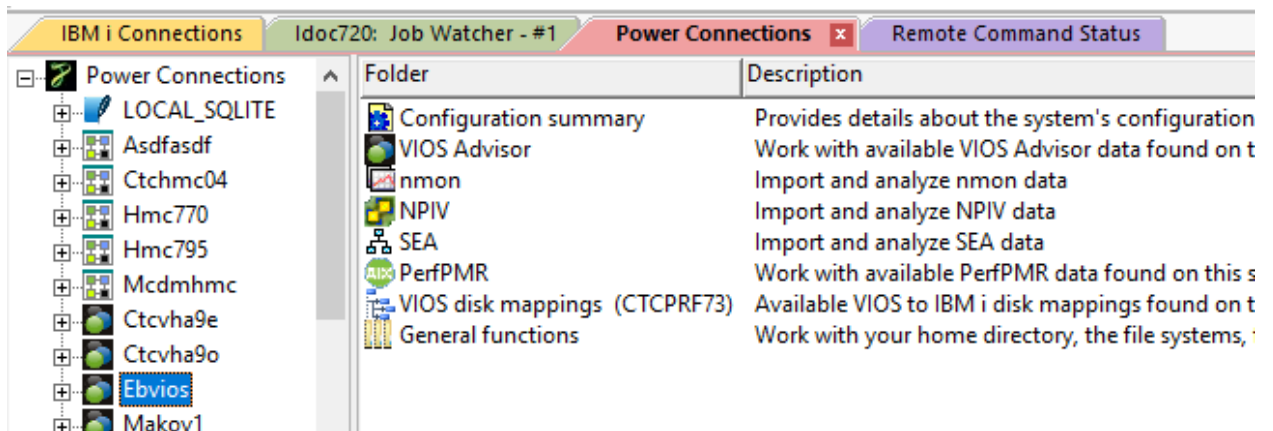 IBM i Connections Idoc720: Job Watcher - #1 Power Connections x Remote Command Status
Power Connections
LOCAL_SQLITE
Asdfasdf
Ctchmc04
Hmc770
Hmc795
Mcdmhmc
Ctcvha9e
Ctcvha9o
Ebvios
Makov1
Folder Description
Configuration summary Provides details about the system's configuration
VIOS Advisor Work with available VIOS Advisor data found on t
nmon Import and analyze nmon data
NPIV Import and analyze NPIV data
SEA Import and analyze SEA data
AIX PerfPMR Work with available PerfPMR data found on this s
VIOS disk mappings (CTCPRF73) Available VIOS to IBM i disk mappings found on t
General functions Work with your home directory, the file systems,